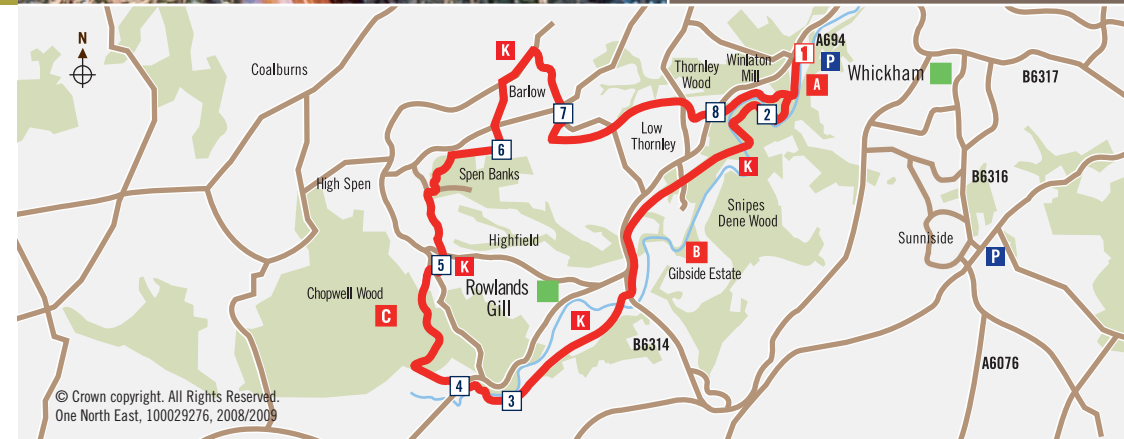 N
Coalburns
K
Barlow
7
Thornley
Wood
Winlaton
Mill
1
A694
P
A
Whickham
B6317
8
2
Low
Thornley
6
Spen Banks
High Spen
K
Snipes
Dene Wood
B6316
Sunniside
P
Highfield
5
K
B
Gibside Estate
Chopwell Wood
C
Rowlands
Gill
K
B6314
A6076
4
3
© Crown copyright. All Rights Reserved.
One North East, 100029276, 2008/2009